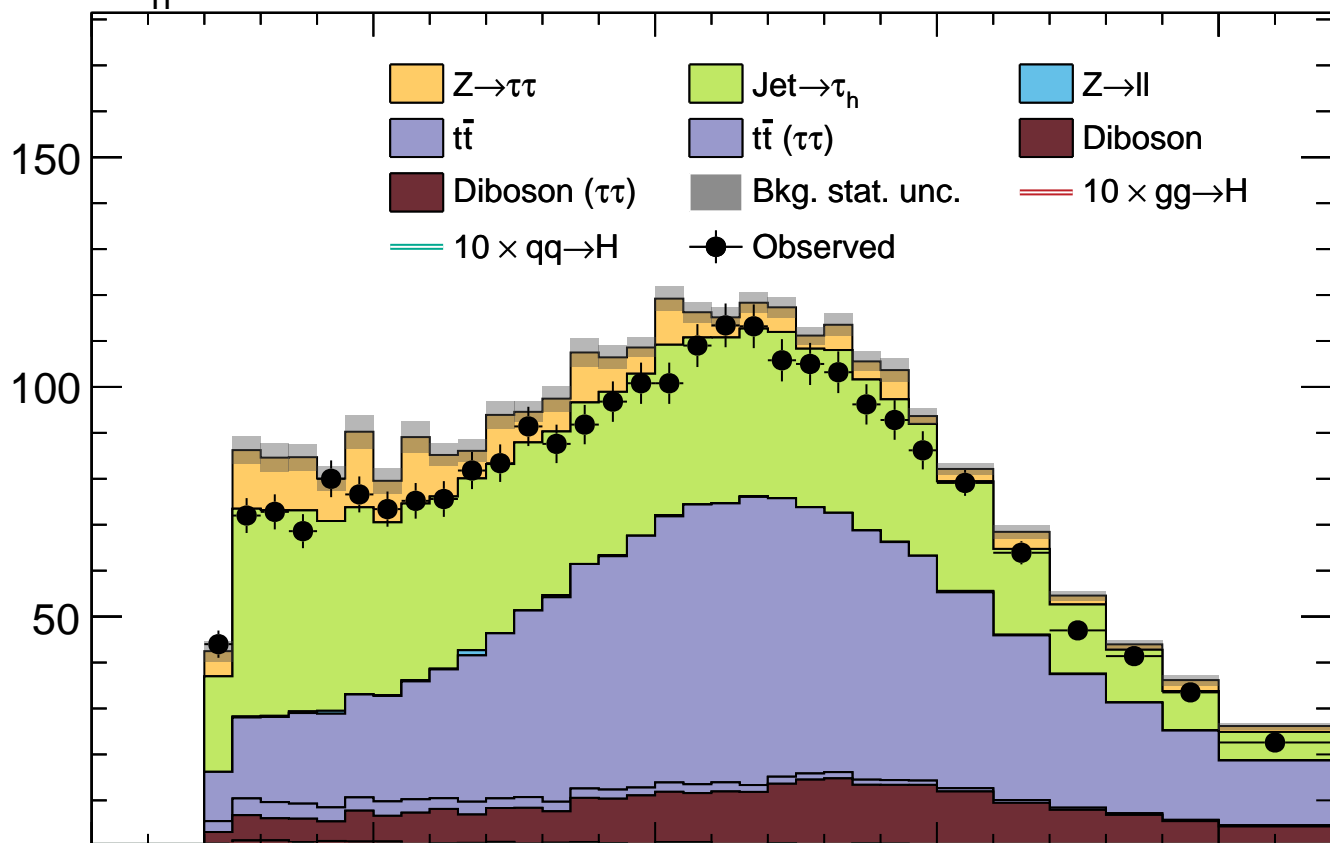 Z→ττ Jet→τₕ Z→ll
tt̄ tt̄ (ττ) Diboson
150
Diboson (ττ) Bkg. stat. unc. 10 × gg→H
10 × qq→H Observed
100
50